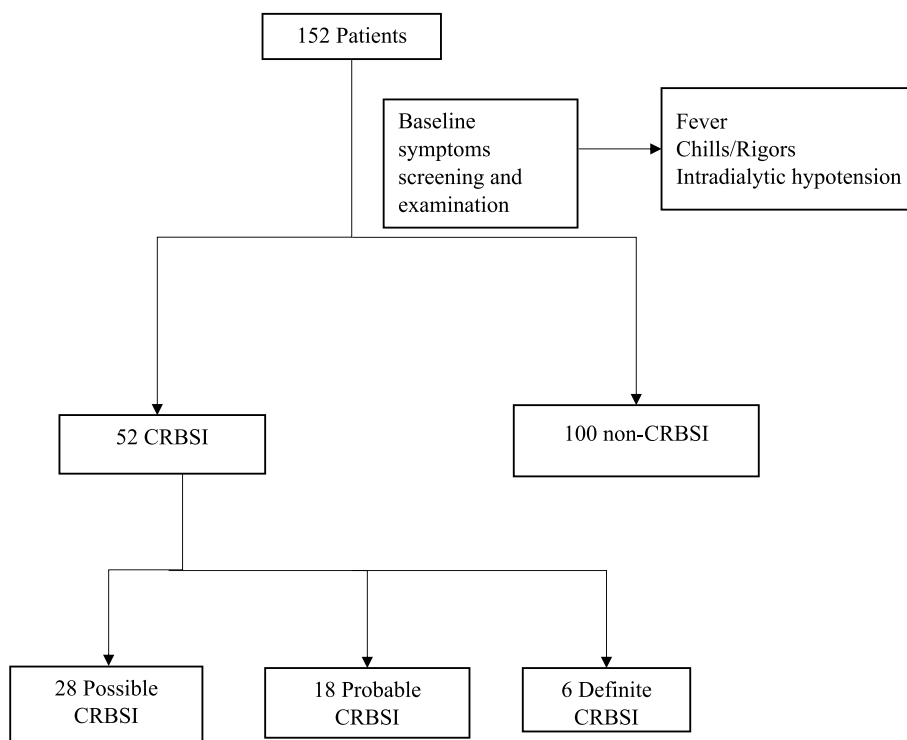 152 Patients
Baseline
symptoms
screening and
examination
Fever
Chills/Rigors
Intradialytic hypotension
52 CRBSI
100 non-CRBSI
28 Possible
CRBSI
18 Probable
CRBSI
6 Definite
CRBSI